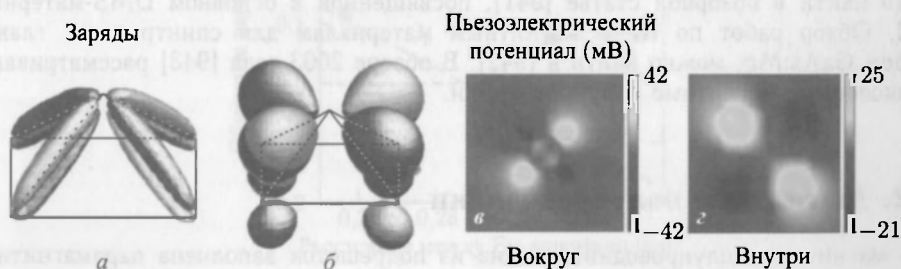 Заряды
Пьезоэлектрический
потенциал (мВ)
42
25
в
г
−42
−21
а
б
Вокруг
Внутри